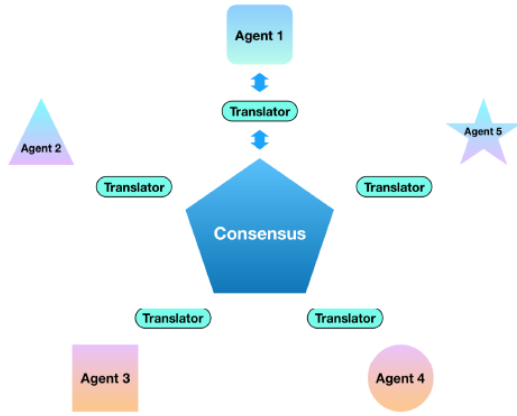 Agent 1
Translator
Agent 2
Agent 5
Translator
Translator
Consensus
Translator
Translator
Agent 3
Agent 4